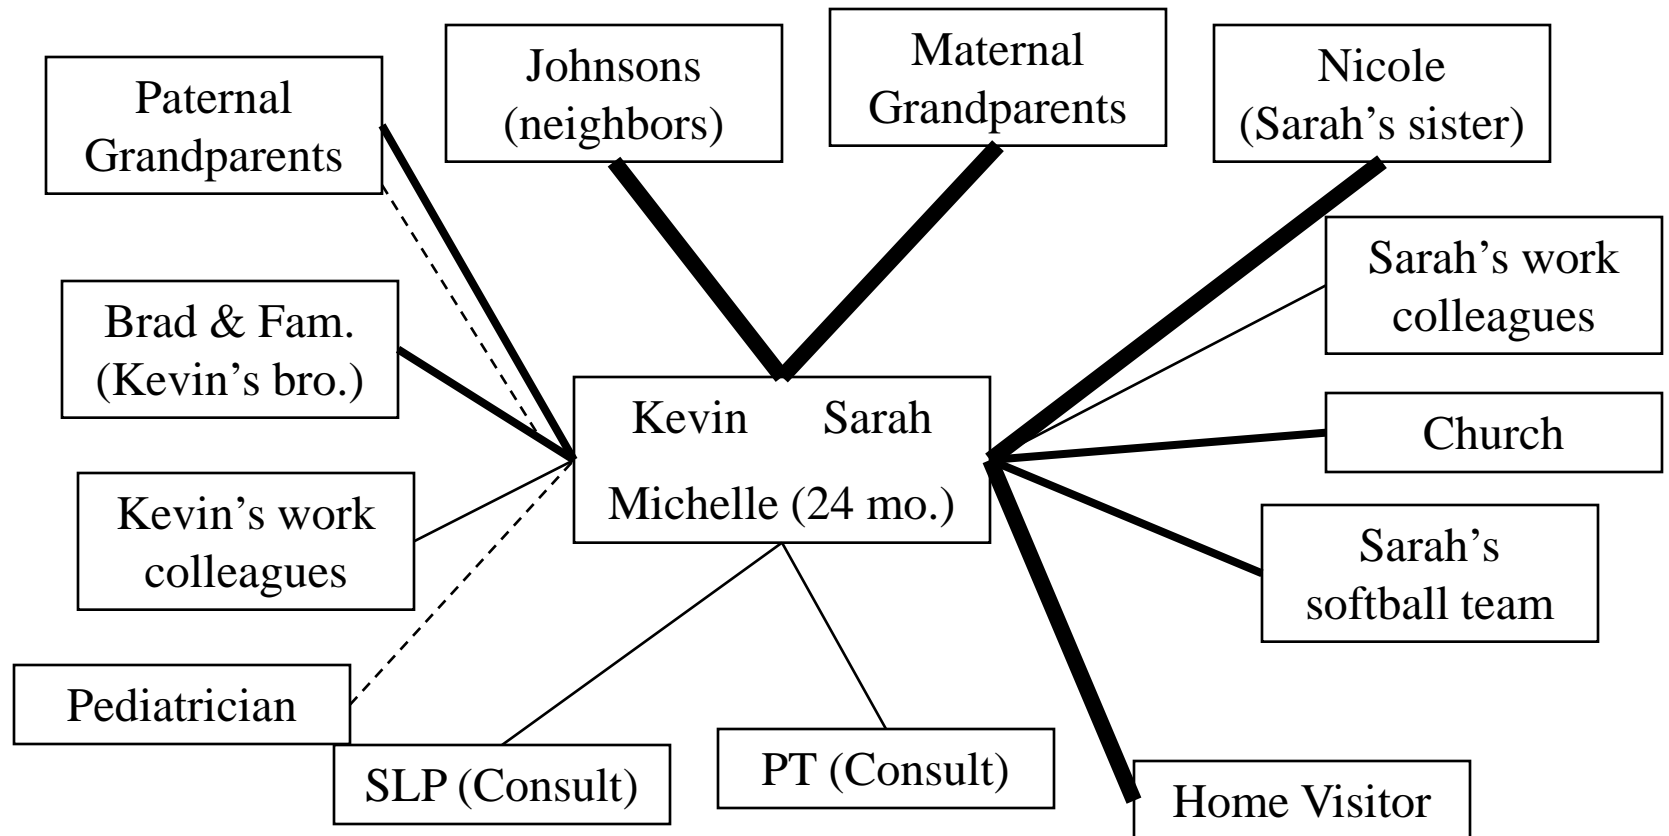 Paternal
Grandparents
Johnsons
(neighbors)
Maternal
Grandparents
Nicole
(Sarah’s sister)
Brad & Fam.
(Kevin’s bro.)
Sarah’s work
colleagues
Kevin Sarah
Michelle (24 mo.)
Church
Kevin’s work
colleagues
Sarah’s
softball team
Pediatrician
SLP (Consult)
PT (Consult)
Home Visitor